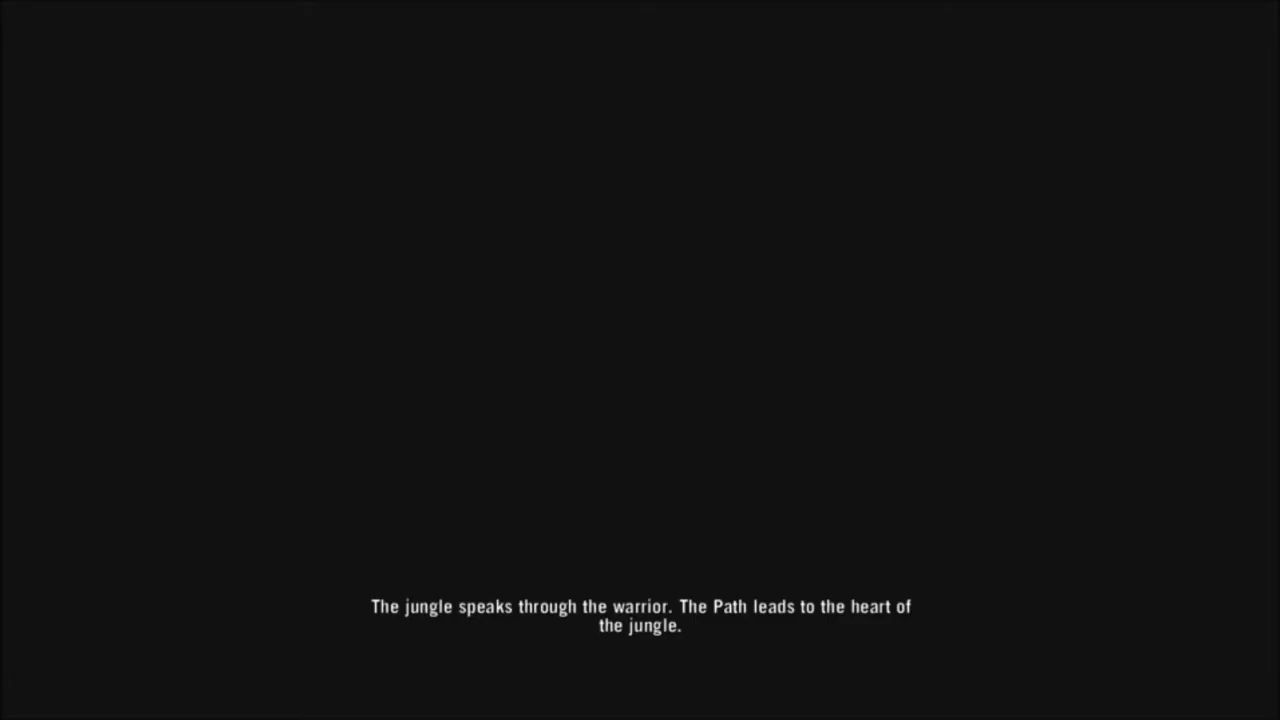 The jungle speaks through the warrior. The Path leads to the heart of
the jungle.